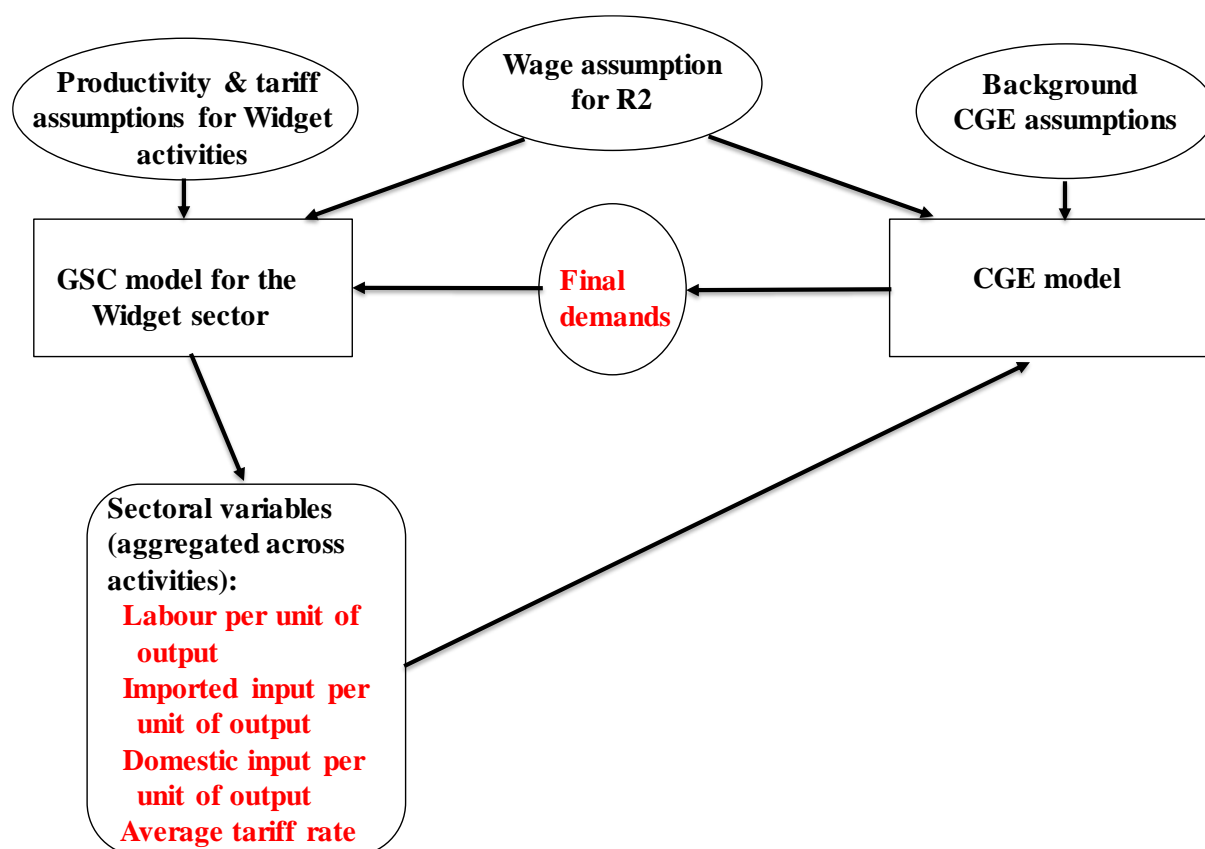 Productivity & tariff
assumptions for Widget
activities
Wage assumption
for R2
Background
CGE assumptions
GSC model for the
Widget sector
Final
demands
CGE model
Sectoral variables
(aggregated across
activities):
Labour per unit of
output
Imported input per
unit of output
Domestic input per
unit of output
Average tariff rate